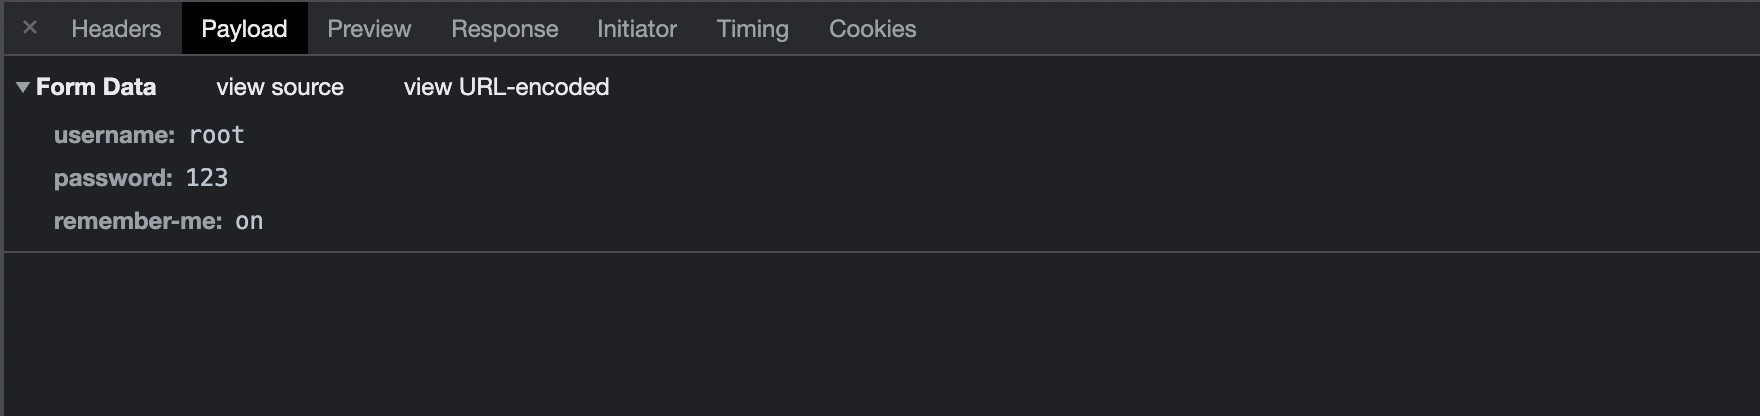 × Headers Payload Preview Response Initiator Timing Cookies
Form Data view source view URL-encoded
username: root
password: 123
remember-me: on